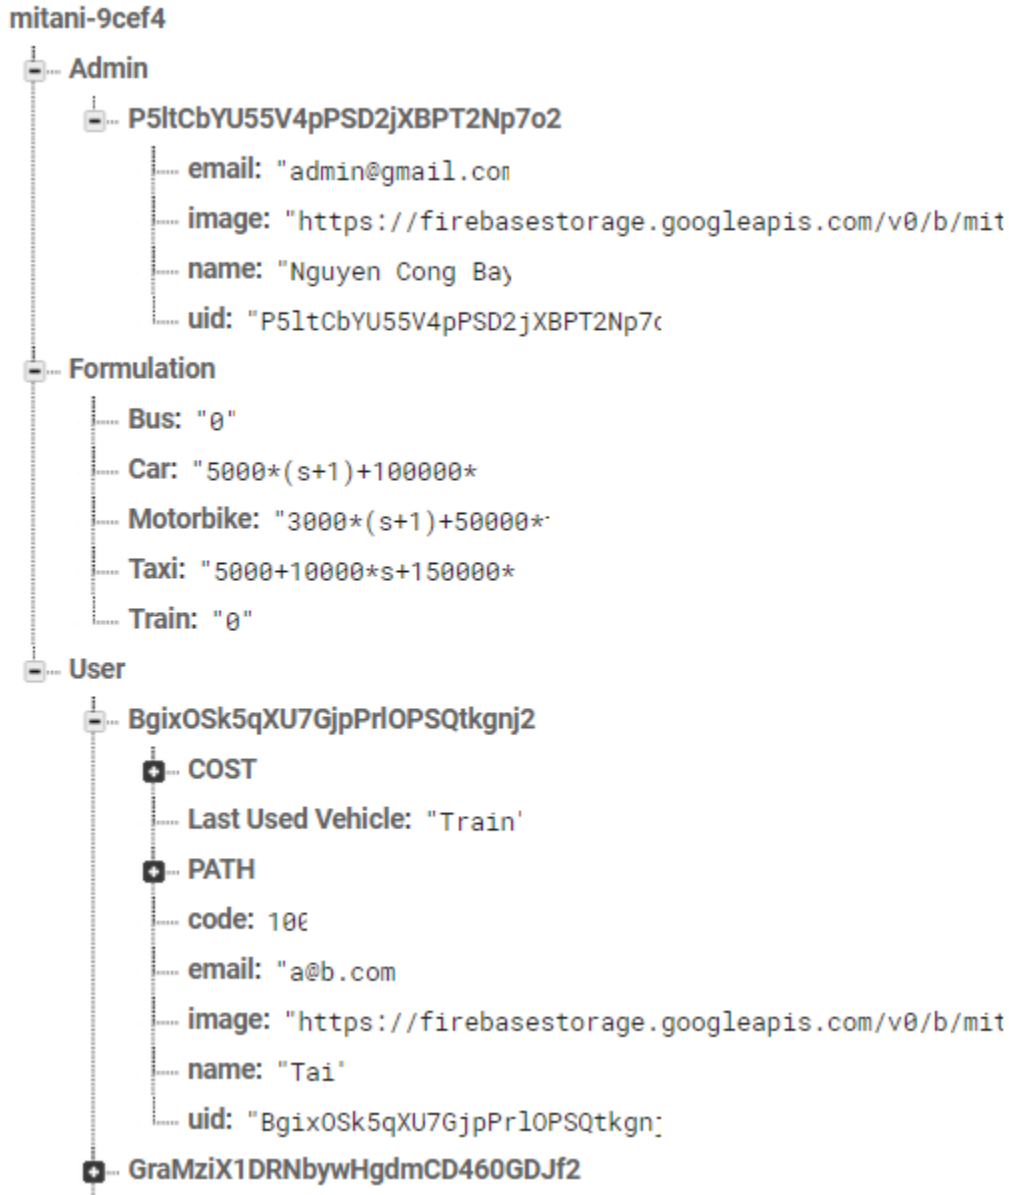 mitani-9cef4
Admin
P5ltCbYU55V4pPSD2jXBPT2Np7o2
email: "admin@gmail.com
image: "https://firebasestorage.googleapis.com/v0/b/mit
name: "Nguyen Cong Bay
uid: "P5ltCbYU55V4pPSD2jXBPT2Np7o
Formulation
Bus: "0"
Car: "5000*(s+1)+100000*
Motorbike: "3000*(s+1)+50000*
Taxi: "5000+10000*s+150000*
Train: "0"
User
BgixOSk5qXU7GjpPrlOPSQtkgnj2
COST
Last Used Vehicle: "Train"
PATH
code: 100
email: "a@b.com
image: "https://firebasestorage.googleapis.com/v0/b/mit
name: "Tai"
uid: "BgixOSk5qXU7GjpPrlOPSQtkgnj
GraMziX1DRNbywHgdmCD460GDJf2